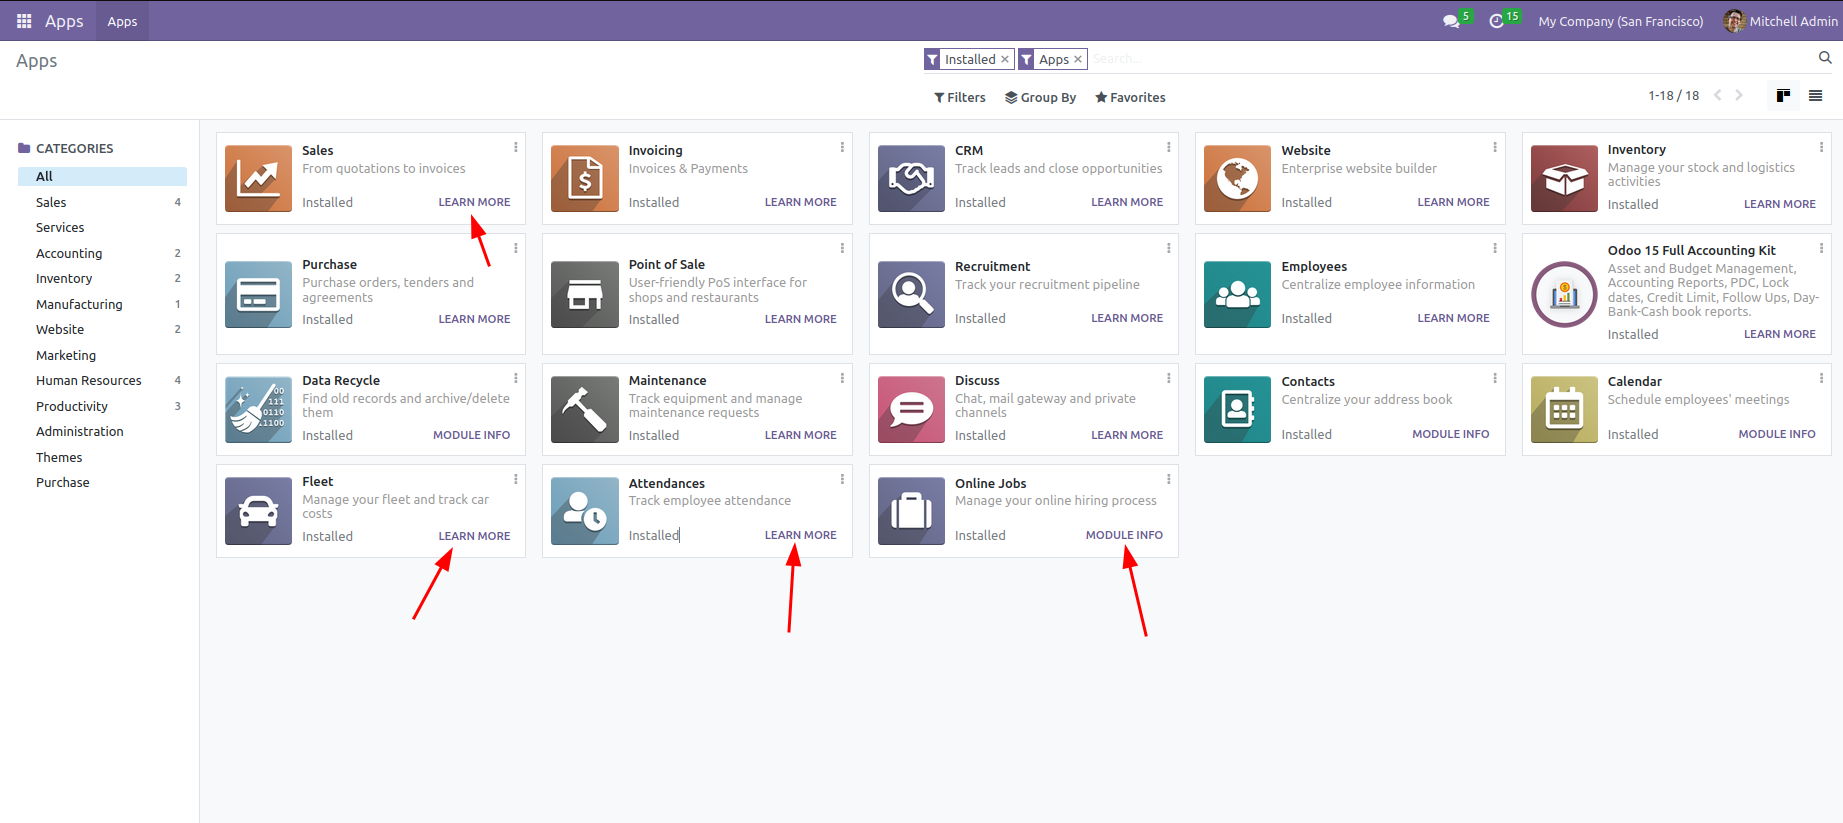 Apps
Apps
5
15
My Company (San Francisco)
Mitchell Admin
Apps
Installed ×
Apps ×
Search...
Filters
Group By
Favorites
1-18 / 18
CATEGORIES
All
Sales 4
Services
Accounting 2
Inventory 2
Manufacturing 1
Website 2
Marketing
Human Resources 4
Productivity 3
Administration
Themes
Purchase
Sales
From quotations to invoices
Installed LEARN MORE
Invoicing
Invoices & Payments
Installed LEARN MORE
CRM
Track leads and close opportunities
Installed LEARN MORE
Website
Enterprise website builder
Installed LEARN MORE
Inventory
Manage your stock and logistics
activities
Installed LEARN MORE
Purchase
Purchase orders, tenders and
agreements
Installed LEARN MORE
Point of Sale
User-friendly PoS interface for
shops and restaurants
Installed LEARN MORE
Recruitment
Track your recruitment pipeline
Installed LEARN MORE
Employees
Centralize employee information
Installed LEARN MORE
Odoo 15 Full Accounting Kit
Asset and Budget Management,
Accounting Reports, PDC, Lock
dates, Credit Limit, Follow Ups, Day-
Bank-Cash book reports.
Installed LEARN MORE
00
111
0110
1100
Data Recycle
Find old records and archive/delete
them
Installed MODULE INFO
Maintenance
Track equipment and manage
maintenance requests
Installed LEARN MORE
Discuss
Chat, mail gateway and private
channels
Installed LEARN MORE
Contacts
Centralize your address book
Installed MODULE INFO
Calendar
Schedule employees' meetings
Installed MODULE INFO
Fleet
Manage your fleet and track car
costs
Installed LEARN MORE
Attendances
Track employee attendance
Installed LEARN MORE
Online Jobs
Manage your online hiring process
Installed MODULE INFO